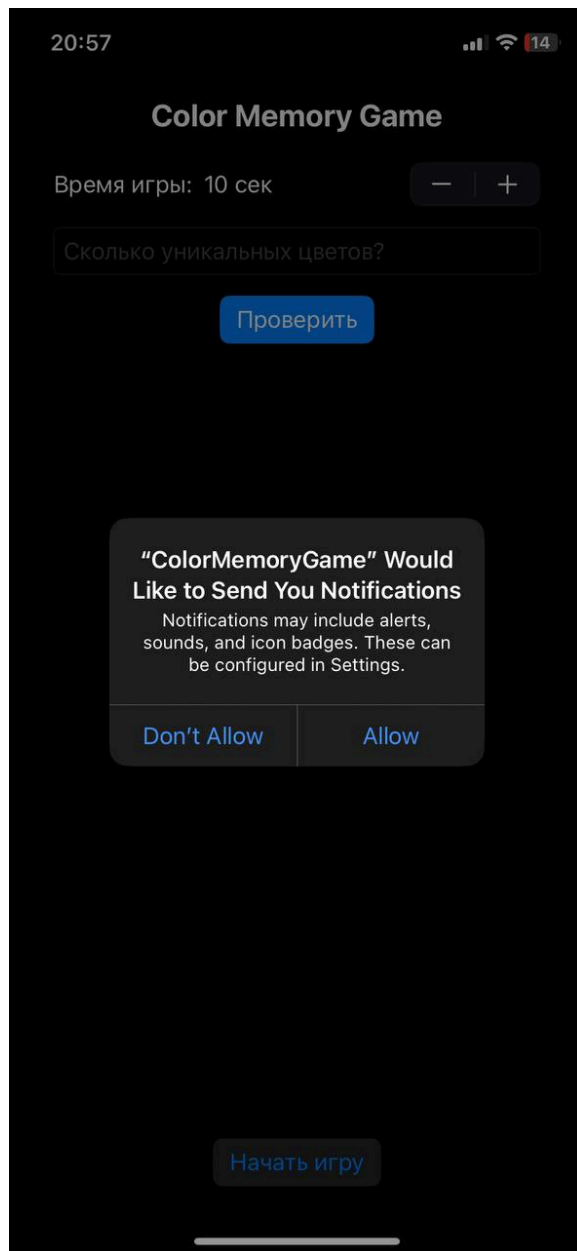 20:57
14
Color Memory Game
Время игры: 10 сек
− +
Сколько уникальных цветов?
Проверить
“ColorMemoryGame” Would
Like to Send You Notifications
Notifications may include alerts,
sounds, and icon badges. These can
be configured in Settings.
Don’t Allow
Allow
Начать игру